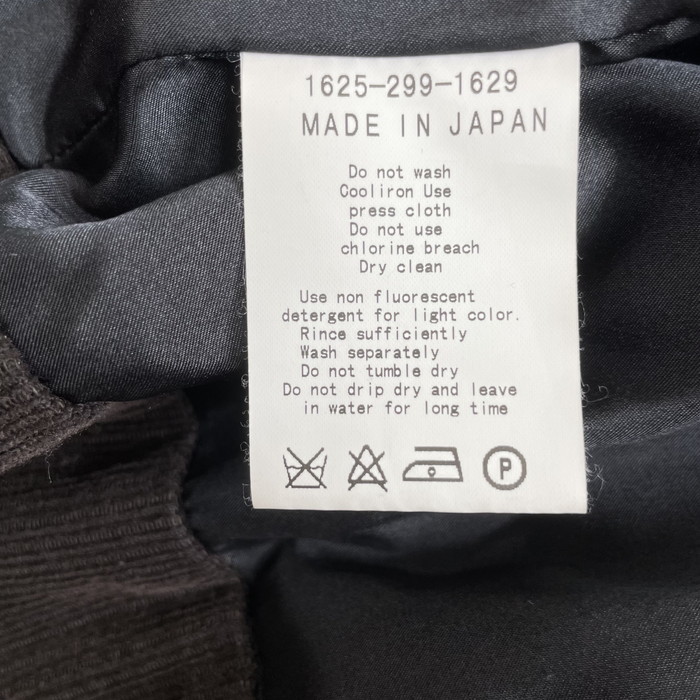 1625-299-1629
MADE IN JAPAN
Do not wash
Cooliron Use
press cloth
Do not use
chlorine breach
Dry clean
Use non fluorescent
detergent for light color.
Rince sufficiently
Wash separately
Do not tumble dry
Do not drip dry and leave
in water for long time
P